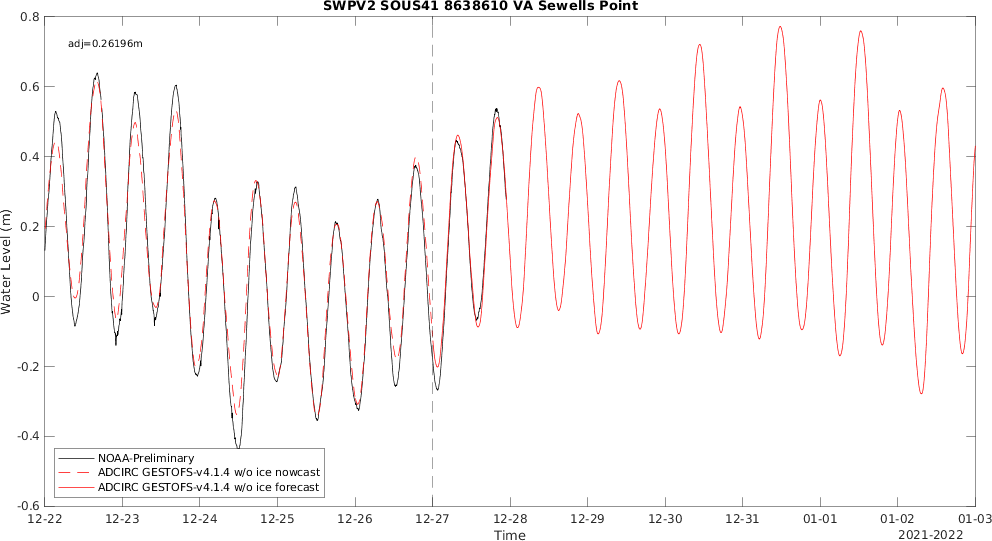 SWPV2 SOUS41 8638610 VA Sewells Point
adj=0.26196m
0.8
0.6
0.4
0.2
0
-0.2
-0.4
-0.6
Water Level (m)
NOAA-Preliminary
ADCIRC GESTOFS-v4.1.4 w/o ice nowcast
ADCIRC GESTOFS-v4.1.4 w/o ice forecast
12-22 12-23 12-24 12-25 12-26 12-27 12-28 12-29 12-30 12-31 01-01 01-02 01-03
Time
2021-2022